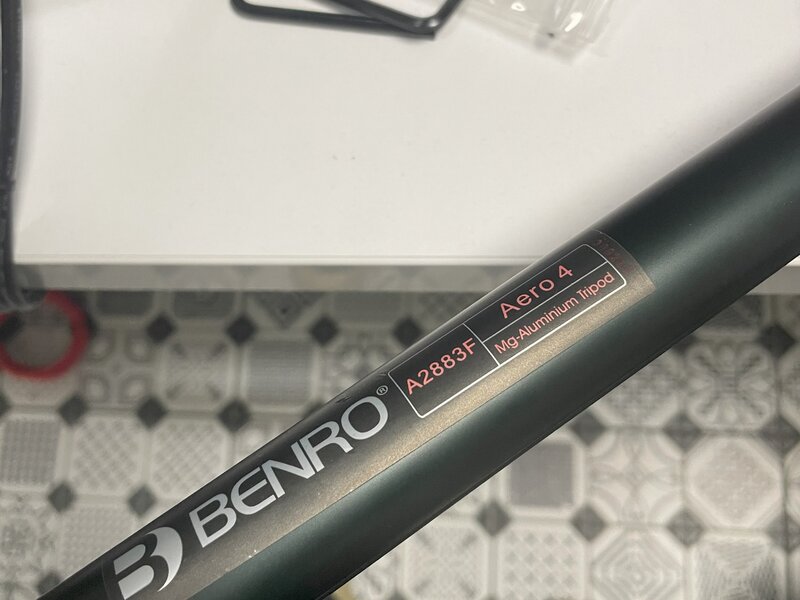 BENRO®
A2883F
Aero 4
Mg-Aluminium Tripod